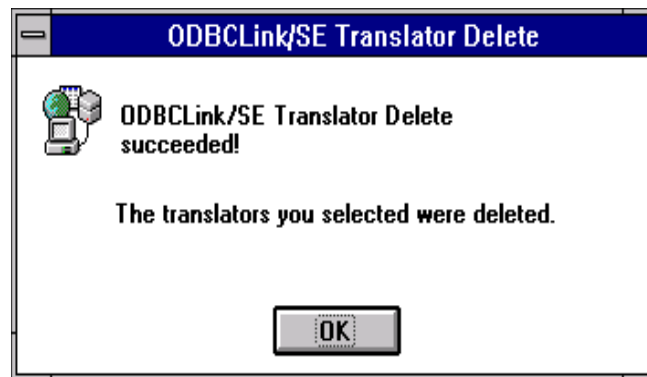 ODBCLink/SE Translator Delete
ODBCLink/SE Translator Delete
succeeded!
The translators you selected were deleted.
OK